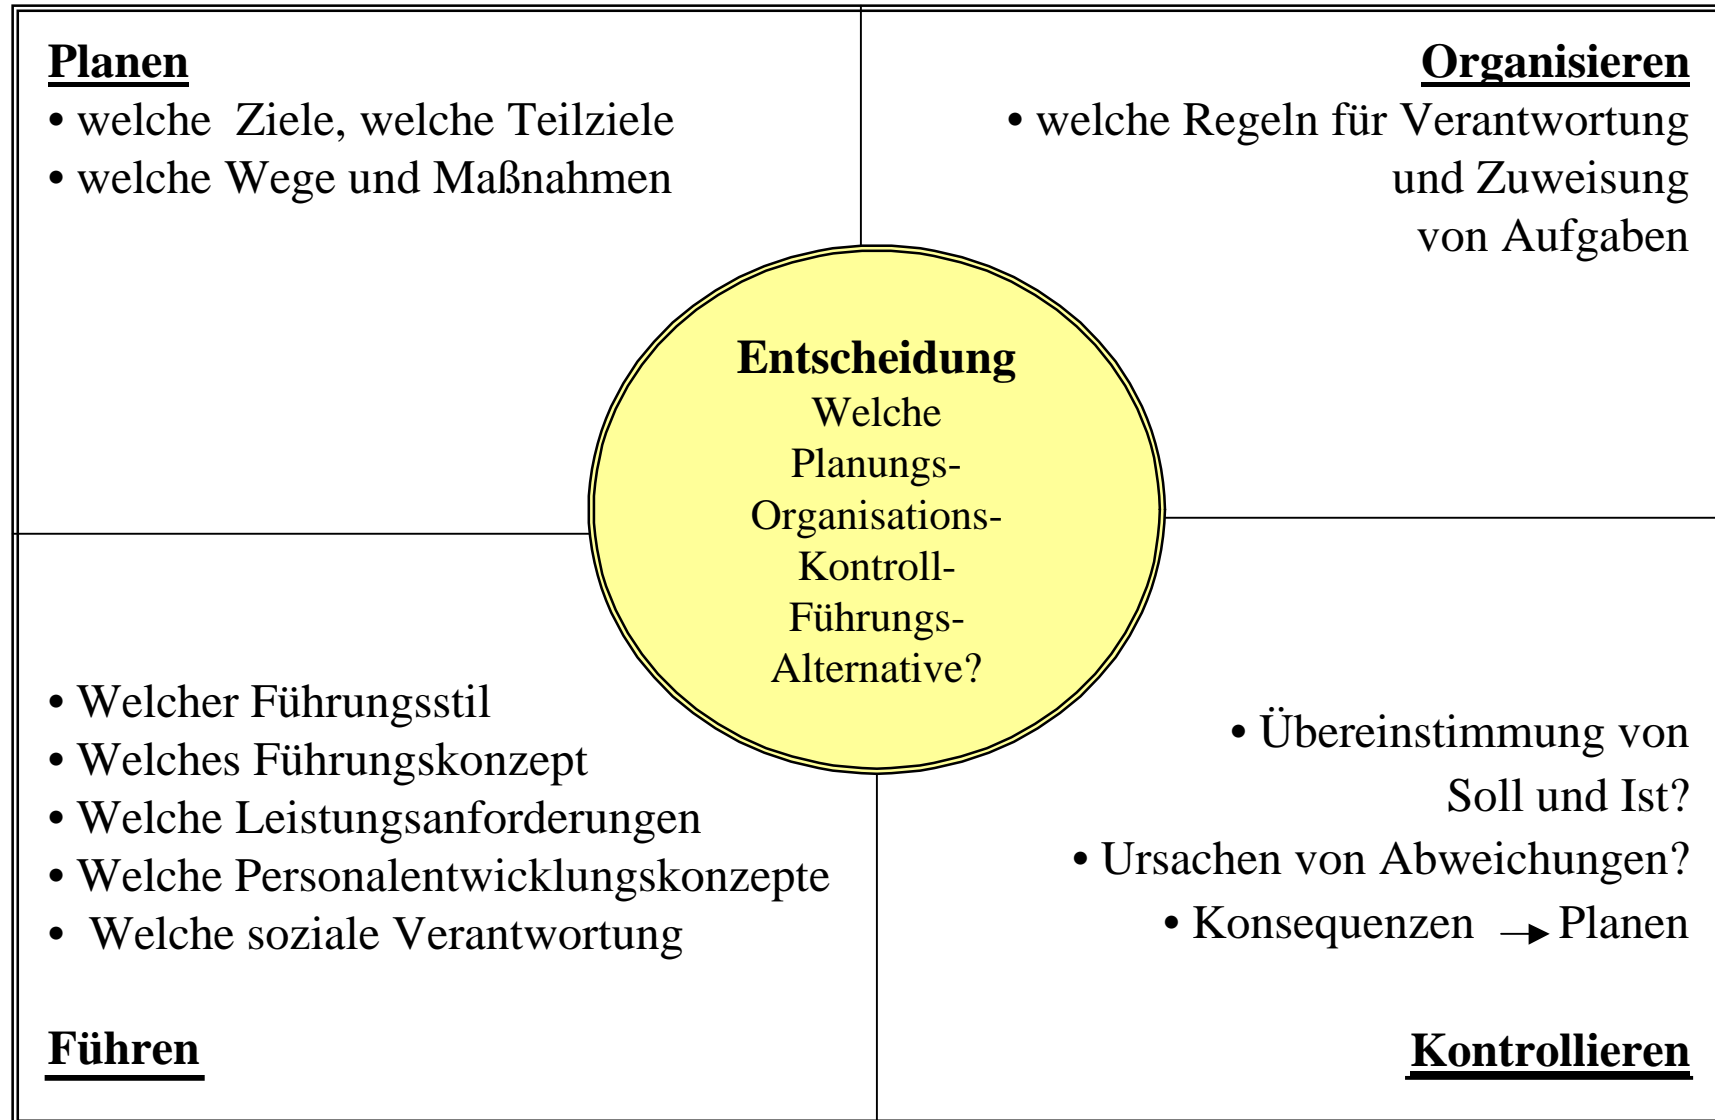 Planen
• welche Ziele, welche Teilziele
• welche Wege und Maßnahmen
Organisieren
• welche Regeln für Verantwortung
und Zuweisung
von Aufgaben
Entscheidung
Welche
Planungs-
Organisations-
Kontroll-
Führungs-
Alternative?
• Welcher Führungsstil
• Welches Führungskonzept
• Welche Leistungsanforderungen
• Welche Personalentwicklungskonzepte
• Welche soziale Verantwortung
Führen
• Übereinstimmung von
Soll und Ist?
• Ursachen von Abweichungen?
• Konsequenzen → Planen
Kontrollieren